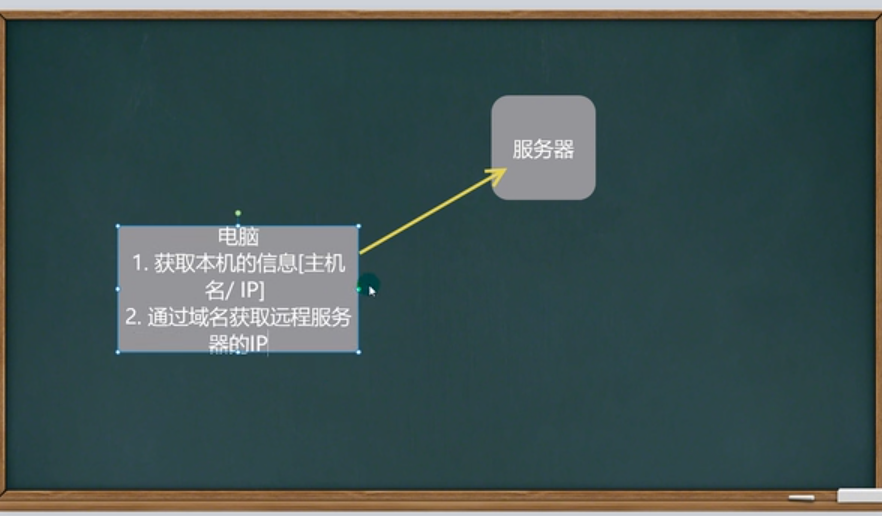 服务器
电脑
1. 获取本机的信息[主机
名/ IP]
2. 通过域名获取远程服务
器的IP